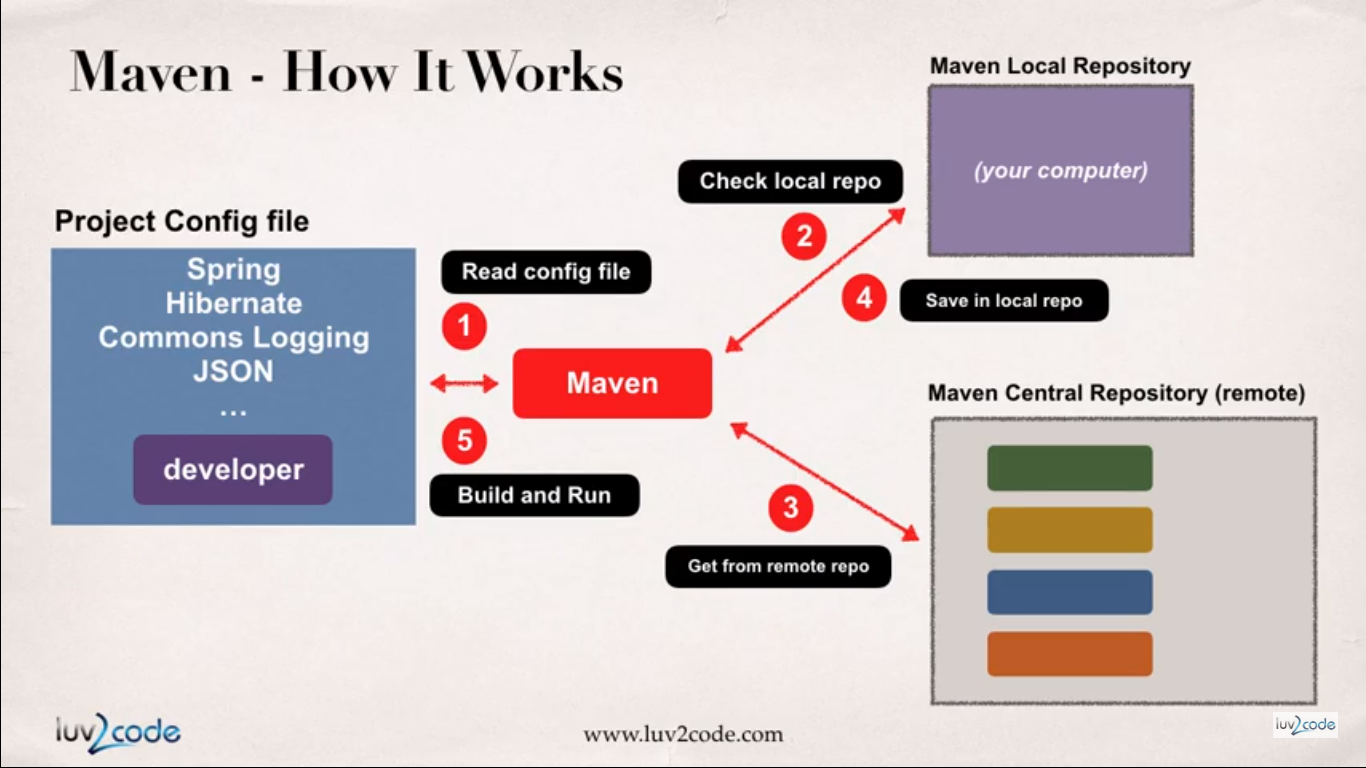 Maven - How It Works
Maven Local Repository
(your computer)
Check local repo
2
4
Save in local repo
Project Config file
Spring
Hibernate
Commons Logging
JSON
...
developer
Read config file
1
Maven
5
Build and Run
3
Get from remote repo
Maven Central Repository (remote)
luv2code
www.luv2code.com
luv2code